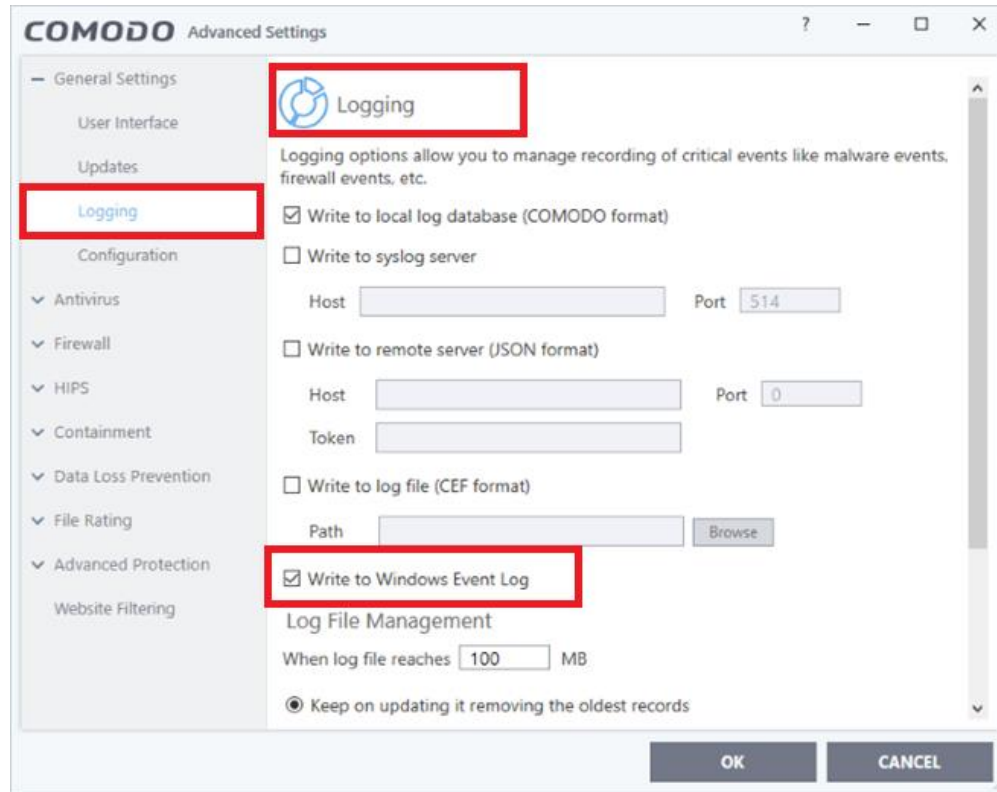 COMODO Advanced Settings ?
General Settings
User Interface
Updates
Logging
Configuration
Antivirus
Firewall
HIPS
Containment
Data Loss Prevention
File Rating
Advanced Protection
Website Filtering
Logging
Logging options allow you to manage recording of critical events like malware events,
firewall events, etc.
Write to local log database (COMODO format)
Write to syslog server
Host Port 514
Write to remote server (JSON format)
Host Port 0
Token
Write to log file (CEF format)
Path Browse
Write to Windows Event Log
Log File Management
When log file reaches 100 MB
Keep on updating it removing the oldest records
OK CANCEL